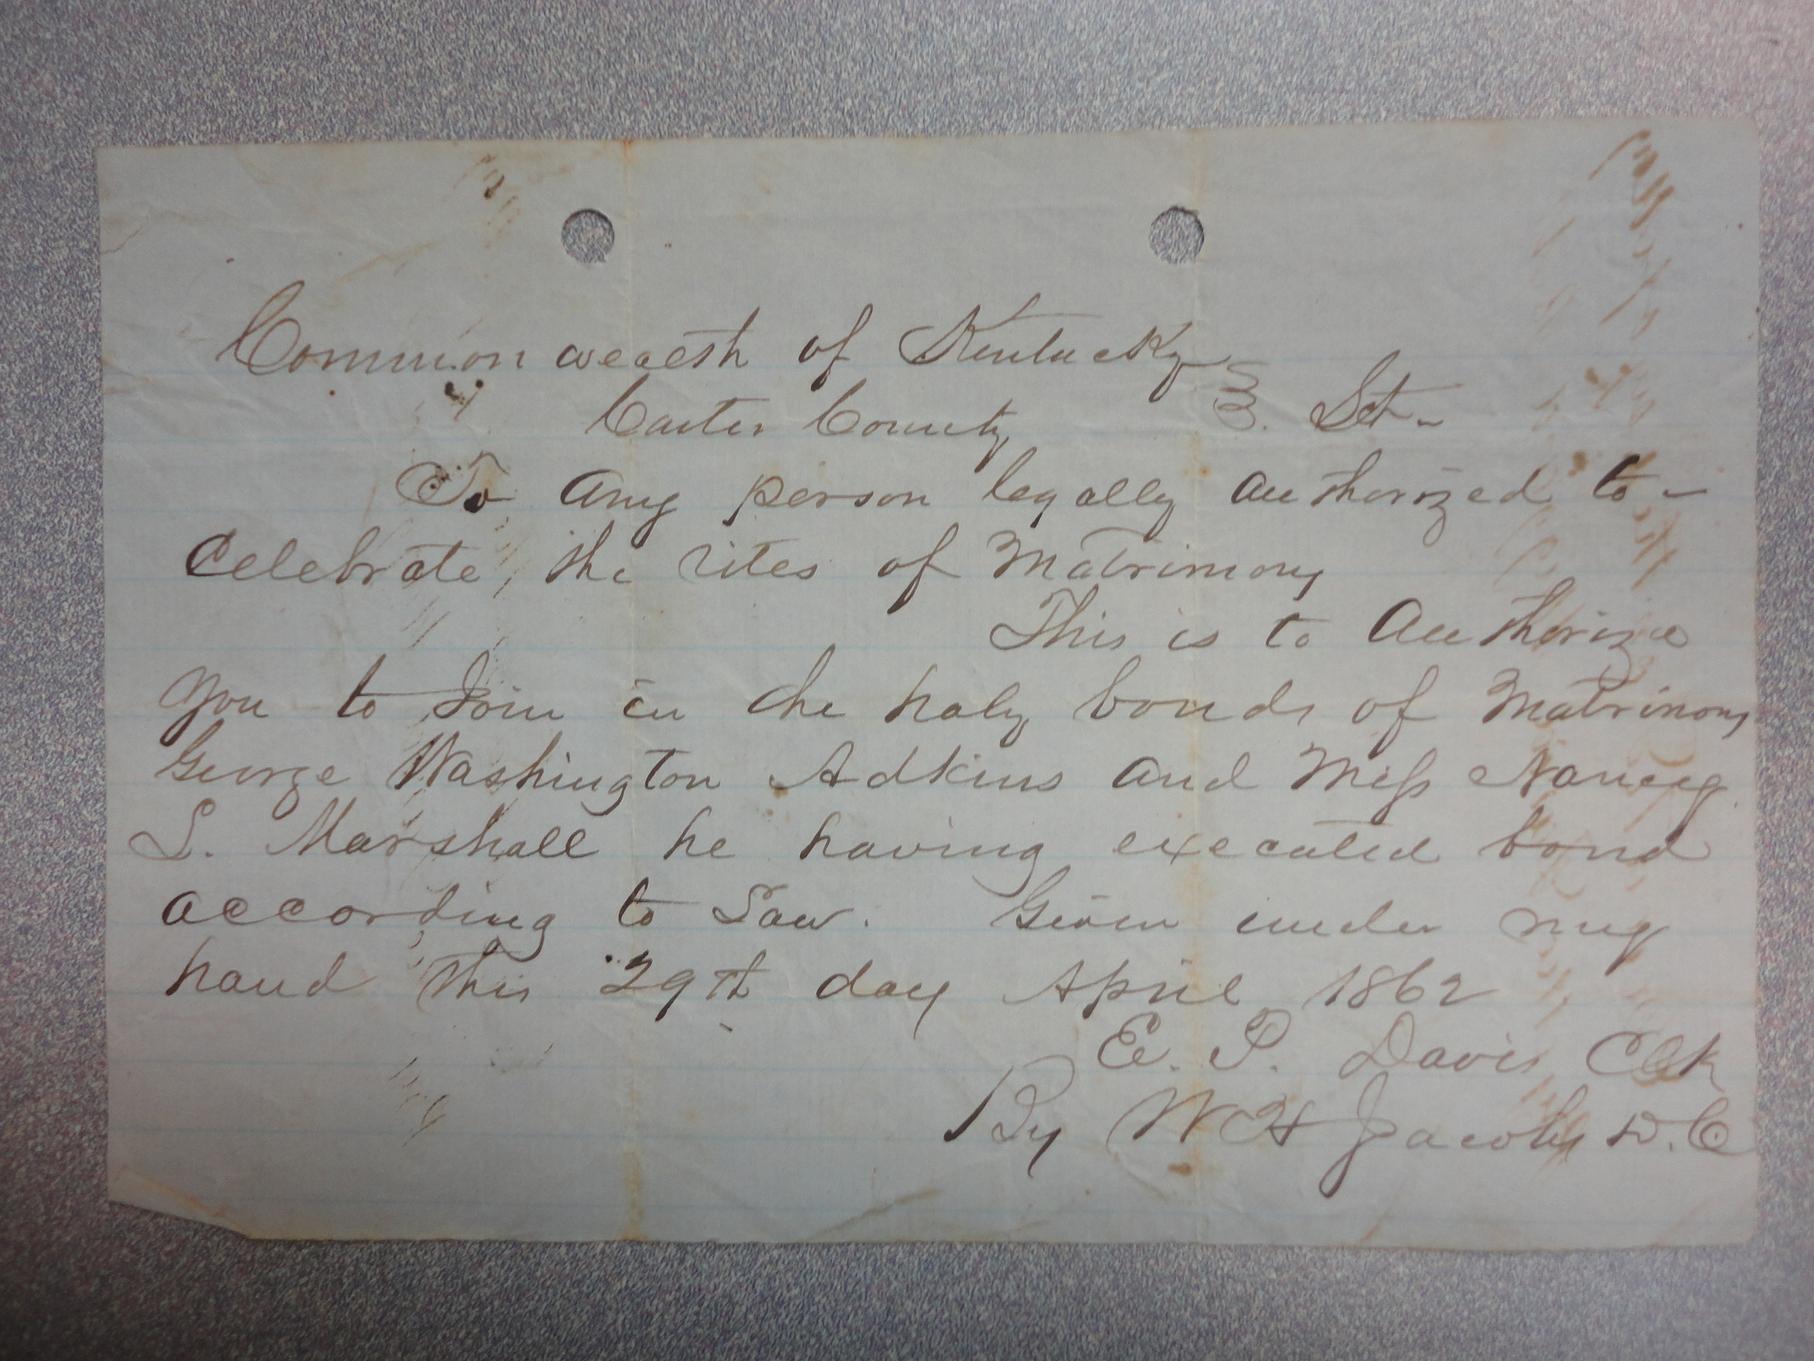 Commonwealth of Kentucky
Carter County } Sct.
To any person legally authorized to
Celebrate, the rites of Matrimony
This is to Authorize
you to Join in the holy bonds of Matrimony
George Washington Adkins and Miss Nancy
S. Marshall he having executed bond
according to Law. Given under my
hand this 29th day April 1862
E. P. Davis Clk
By W H Jacobs D. C